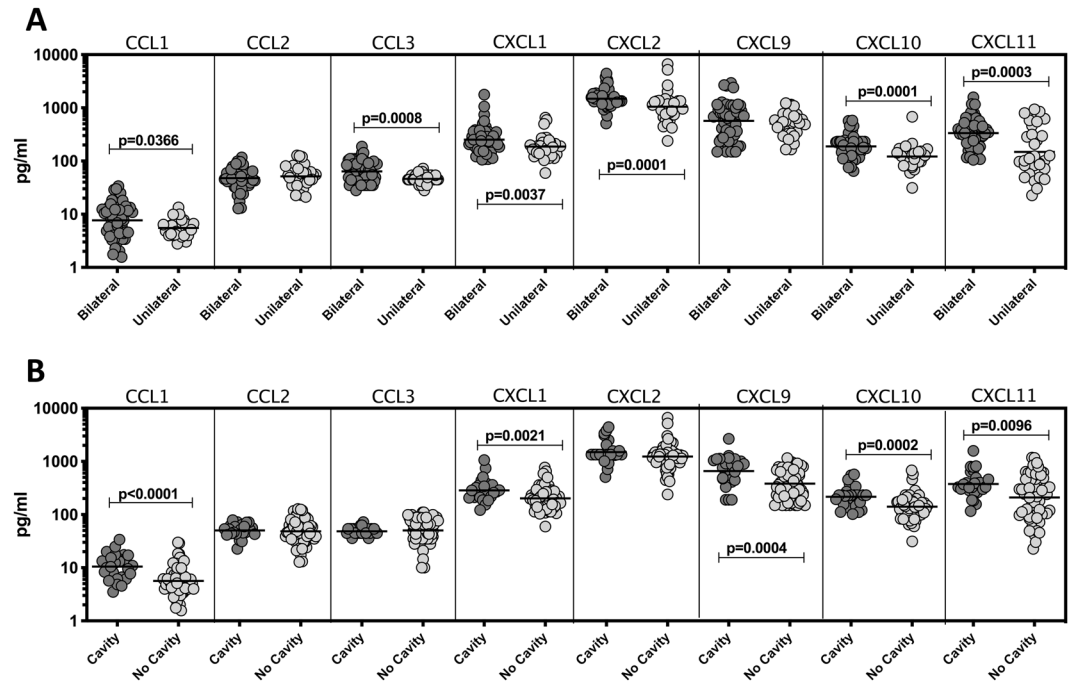 A
CCL1 CCL2 CCL3 CXCL1 CXCL2 CXCL9 CXCL10 CXCL11
10000
1000
100
10
1
pg/ml
p=0.0366
p=0.0008
p=0.0037
p=0.0001
p=0.0001
p=0.0003
Bilateral Unilateral Bilateral Unilateral Bilateral Unilateral Bilateral Unilateral Bilateral Unilateral Bilateral Unilateral Bilateral Unilateral Bilateral Unilateral
B
CCL1 CCL2 CCL3 CXCL1 CXCL2 CXCL9 CXCL10 CXCL11
10000
1000
100
10
1
pg/ml
p<0.0001
p=0.0021
p=0.0004
p=0.0002
p=0.0096
Cavity No Cavity Cavity No Cavity Cavity No Cavity Cavity No Cavity Cavity No Cavity Cavity No Cavity Cavity No Cavity Cavity No Cavity